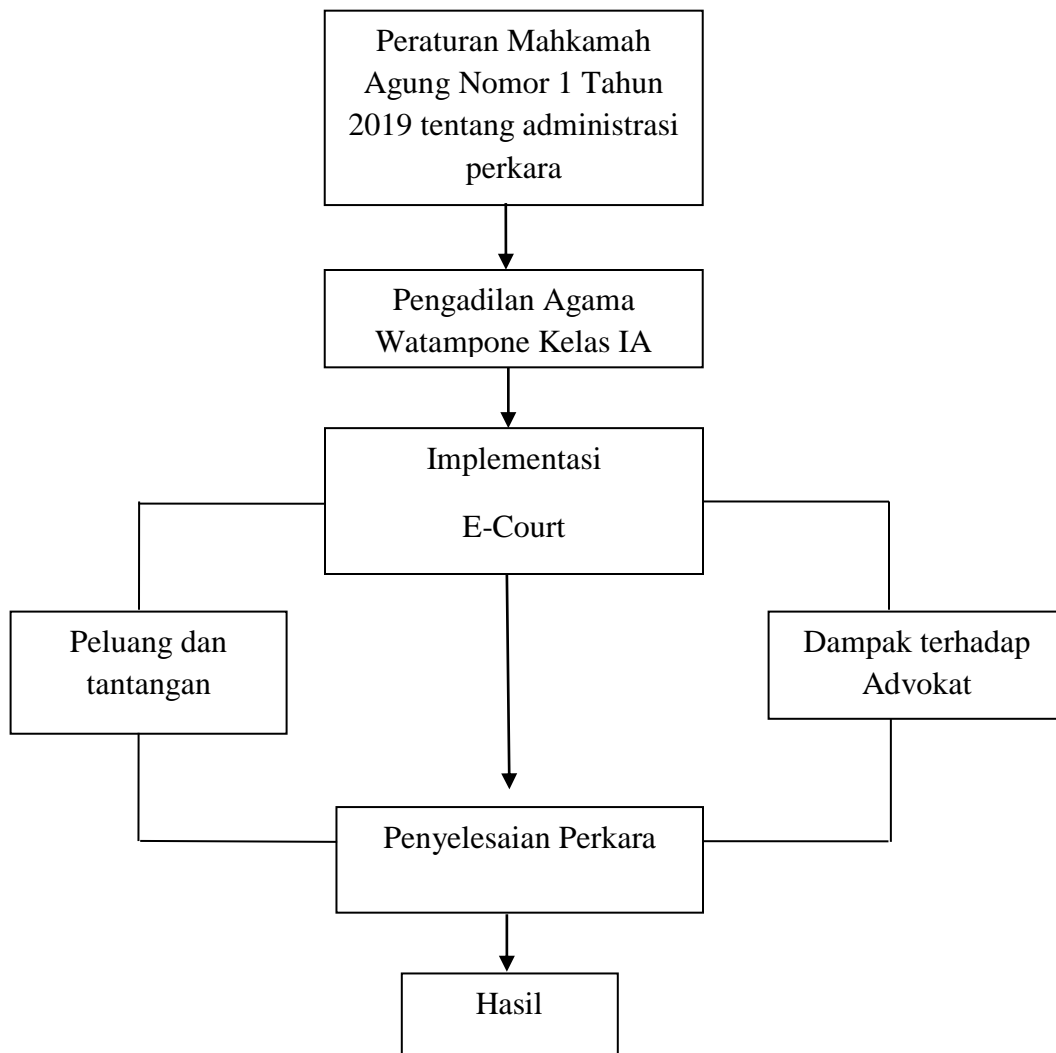 Peraturan Mahkamah
Agung Nomor 1 Tahun
2019 tentang administrasi
perkara
Pengadilan Agama
Watampone Kelas IA
Implementasi
E-Court
Peluang dan
tantangan
Dampak terhadap
Advokat
Penyelesaian Perkara
Hasil